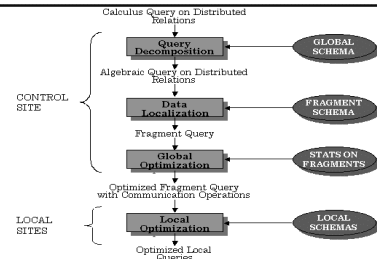 Calculus Query on Distributed
Relations
Query
Decomposition
GLOBAL
SCHEMA
Algebraic Query on Distributed
Relations
CONTROL
SITE
Data
Localization
FRAGMENT
SCHEMA
Fragment Query
Global
Optimization
STATS ON
FRAGMENTS
Optimized Fragment Query
with Communication Operations
LOCAL
SITES
Local
Optimization
LOCAL
SCHEMAS
Optimized Local
Queries